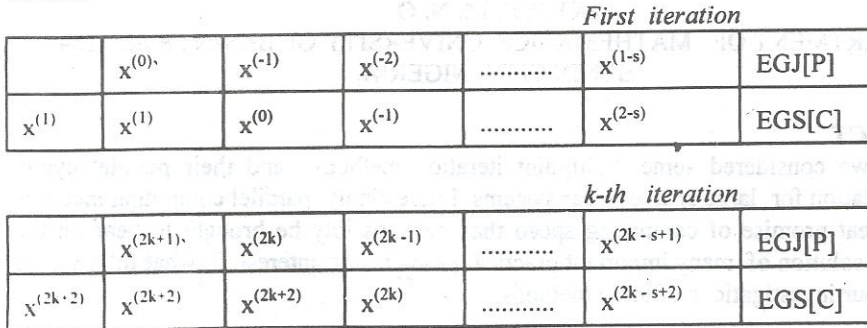 First iteration
x(0)` x(-1) x(-2) ........... x(1-s) EGJ[P]
x(1) x(1) x(0) x(-1) ........... x(2-s) EGS[C]
k-th iteration
x(2k+1)` x(2k) x(2k-1) ........... x(2k-s+1) EGJ[P]
x(2k+2) x(2k+2) x(2k+2) x(2k) ........... x(2k-s+2) EGS[C]